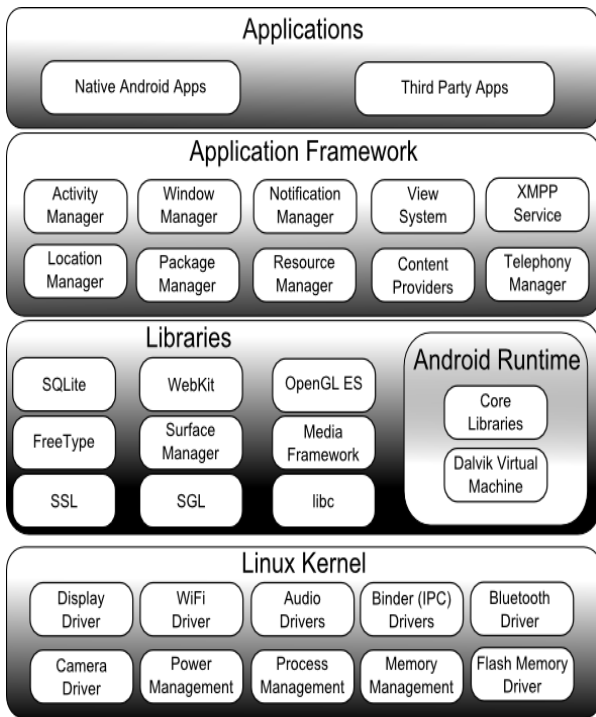 Applications
Native Android Apps
Third Party Apps
Application Framework
Activity
Manager
Window
Manager
Notification
Manager
View
System
XMPP
Service
Location
Manager
Package
Manager
Resource
Manager
Content
Providers
Telephony
Manager
Libraries
SQLite
WebKit
OpenGL ES
FreeType
Surface
Manager
Media
Framework
SSL
SGL
libc
Android Runtime
Core
Libraries
Dalvik Virtual
Machine
Linux Kernel
Display
Driver
WiFi
Driver
Audio
Drivers
Binder (IPC)
Drivers
Bluetooth
Driver
Camera
Driver
Power
Management
Process
Management
Memory
Management
Flash Memory
Driver